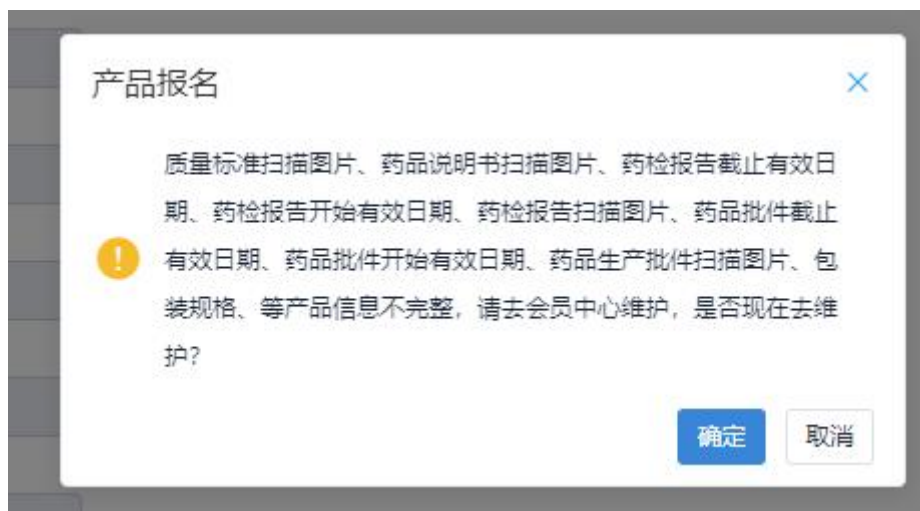 产品报名
质量标准扫描图片、药品说明书扫描图片、药检报告截止有效日
期、药检报告开始有效日期、药检报告扫描图片、药品批件截止
有效日期、药品批件开始有效日期、药品生产批件扫描图片、包
装规格、等产品信息不完整，请去会员中心维护，是否现在去维
护？
确定 取消